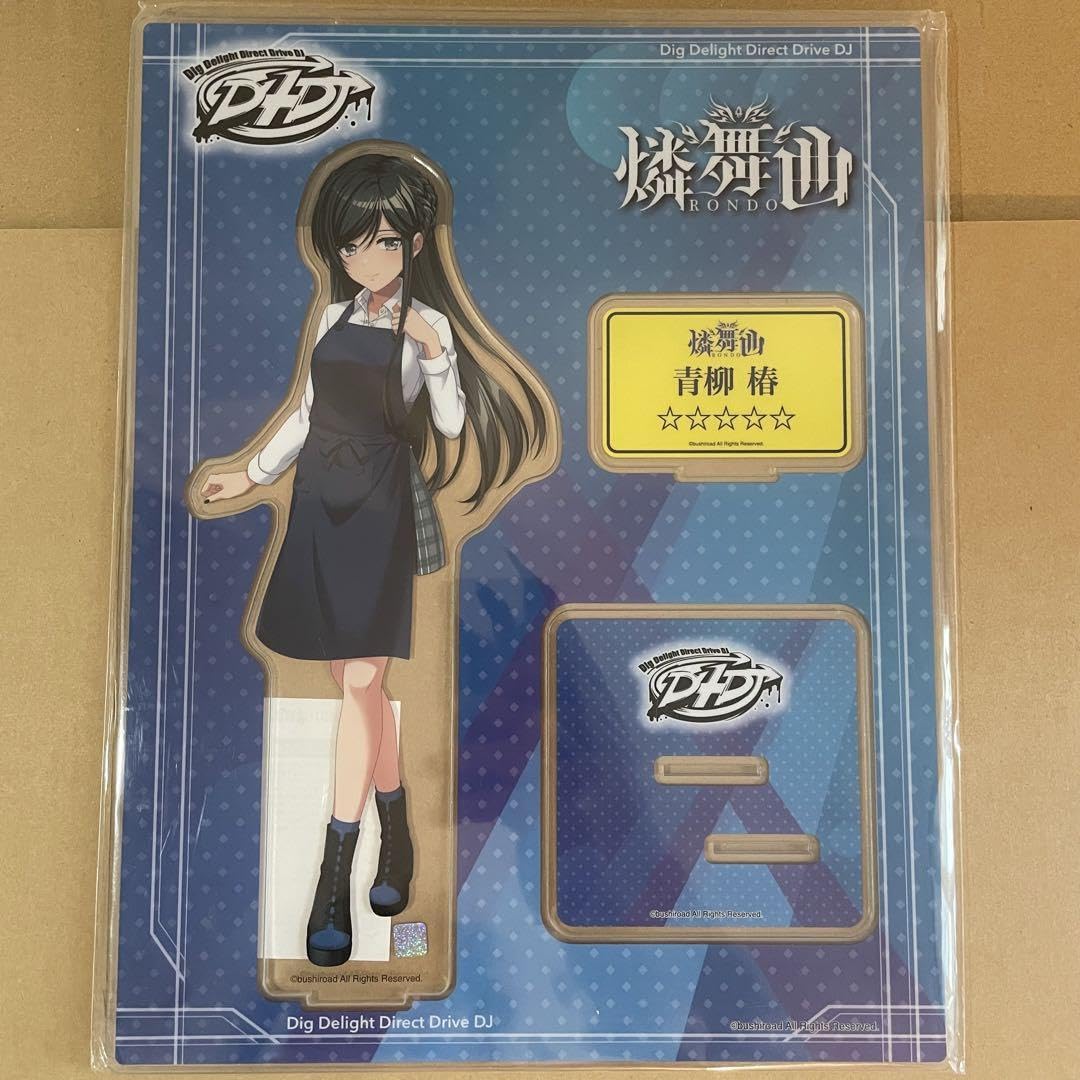 Dig Delight Direct Drive DJ
Dig Delight Direct Drive DJ
D4DJ
燐舞曲
RONDO
燐舞曲
RONDO
青柳 椿
☆☆☆☆☆
©bushiroad All Rights Reserved.
Dig Delight Direct Drive DJ
D4DJ
©bushiroad All Rights Reserved.
©bushiroad All Rights Reserved.
Dig Delight Direct Drive DJ
©bushiroad All Rights Reserved.